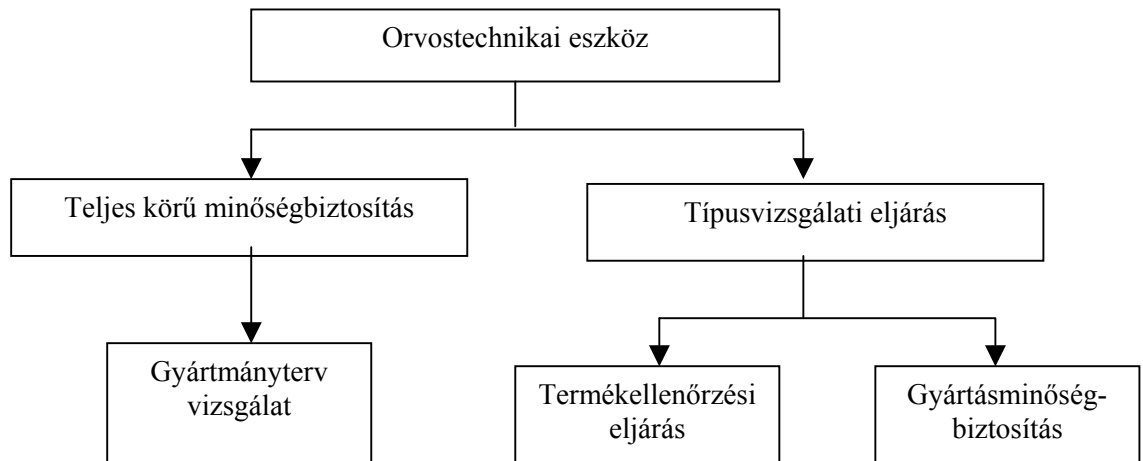 Orvostechnikai eszköz
Teljes körű minőségbiztosítás
Típusvizsgálati eljárás
Gyártmányterv
vizsgálat
Termékellenőrzési
eljárás
Gyártásminőség-
biztosítás